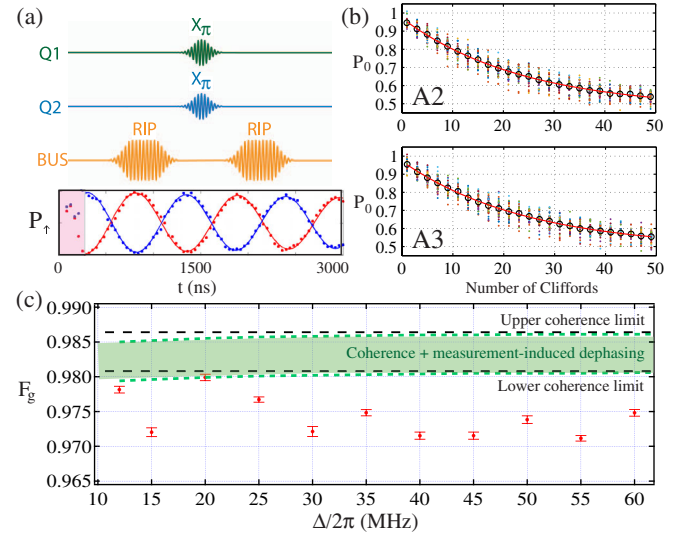 (a)
Xπ
Q1
Xπ
Q2
RIP RIP
BUS
P↑
0 1500 3000
t (ns)
(b)
1
0.9
0.8
0.7
0.6
0.5
P0
A2
0 10 20 30 40 50
1
0.9
0.8
0.7
0.6
0.5
P0
A3
0 10 20 30 40 50
Number of Cliffords
(c)
0.990
0.985
0.980
0.975
0.970
0.965
Fg
Upper coherence limit
Coherence + measurement-induced dephasing
Lower coherence limit
10 15 20 25 30 35 40 45 50 55 60
Δ/2π (MHz)